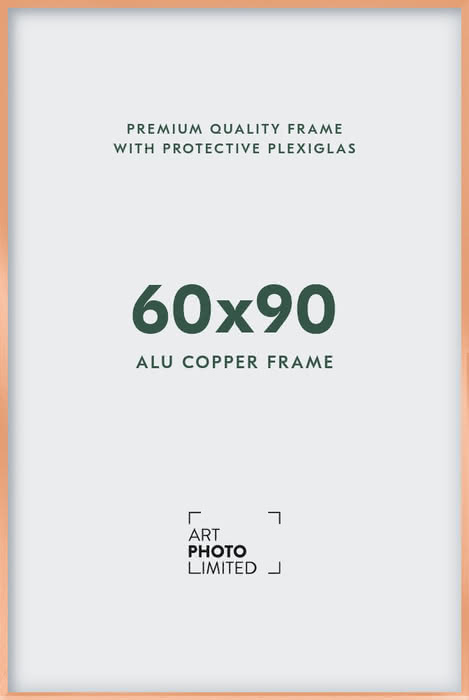 PREMIUM QUALITY FRAME
WITH PROTECTIVE PLEXIGLAS
60x90
ALU COPPER FRAME
ART
PHOTO
LIMITED